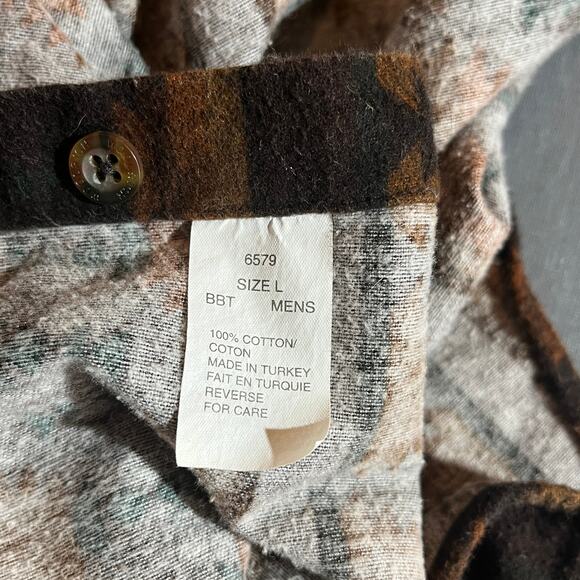 6579
SIZE L
BBT MENS
100% COTTON/
COTON
MADE IN TURKEY
FAIT EN TURQUIE
REVERSE
FOR CARE